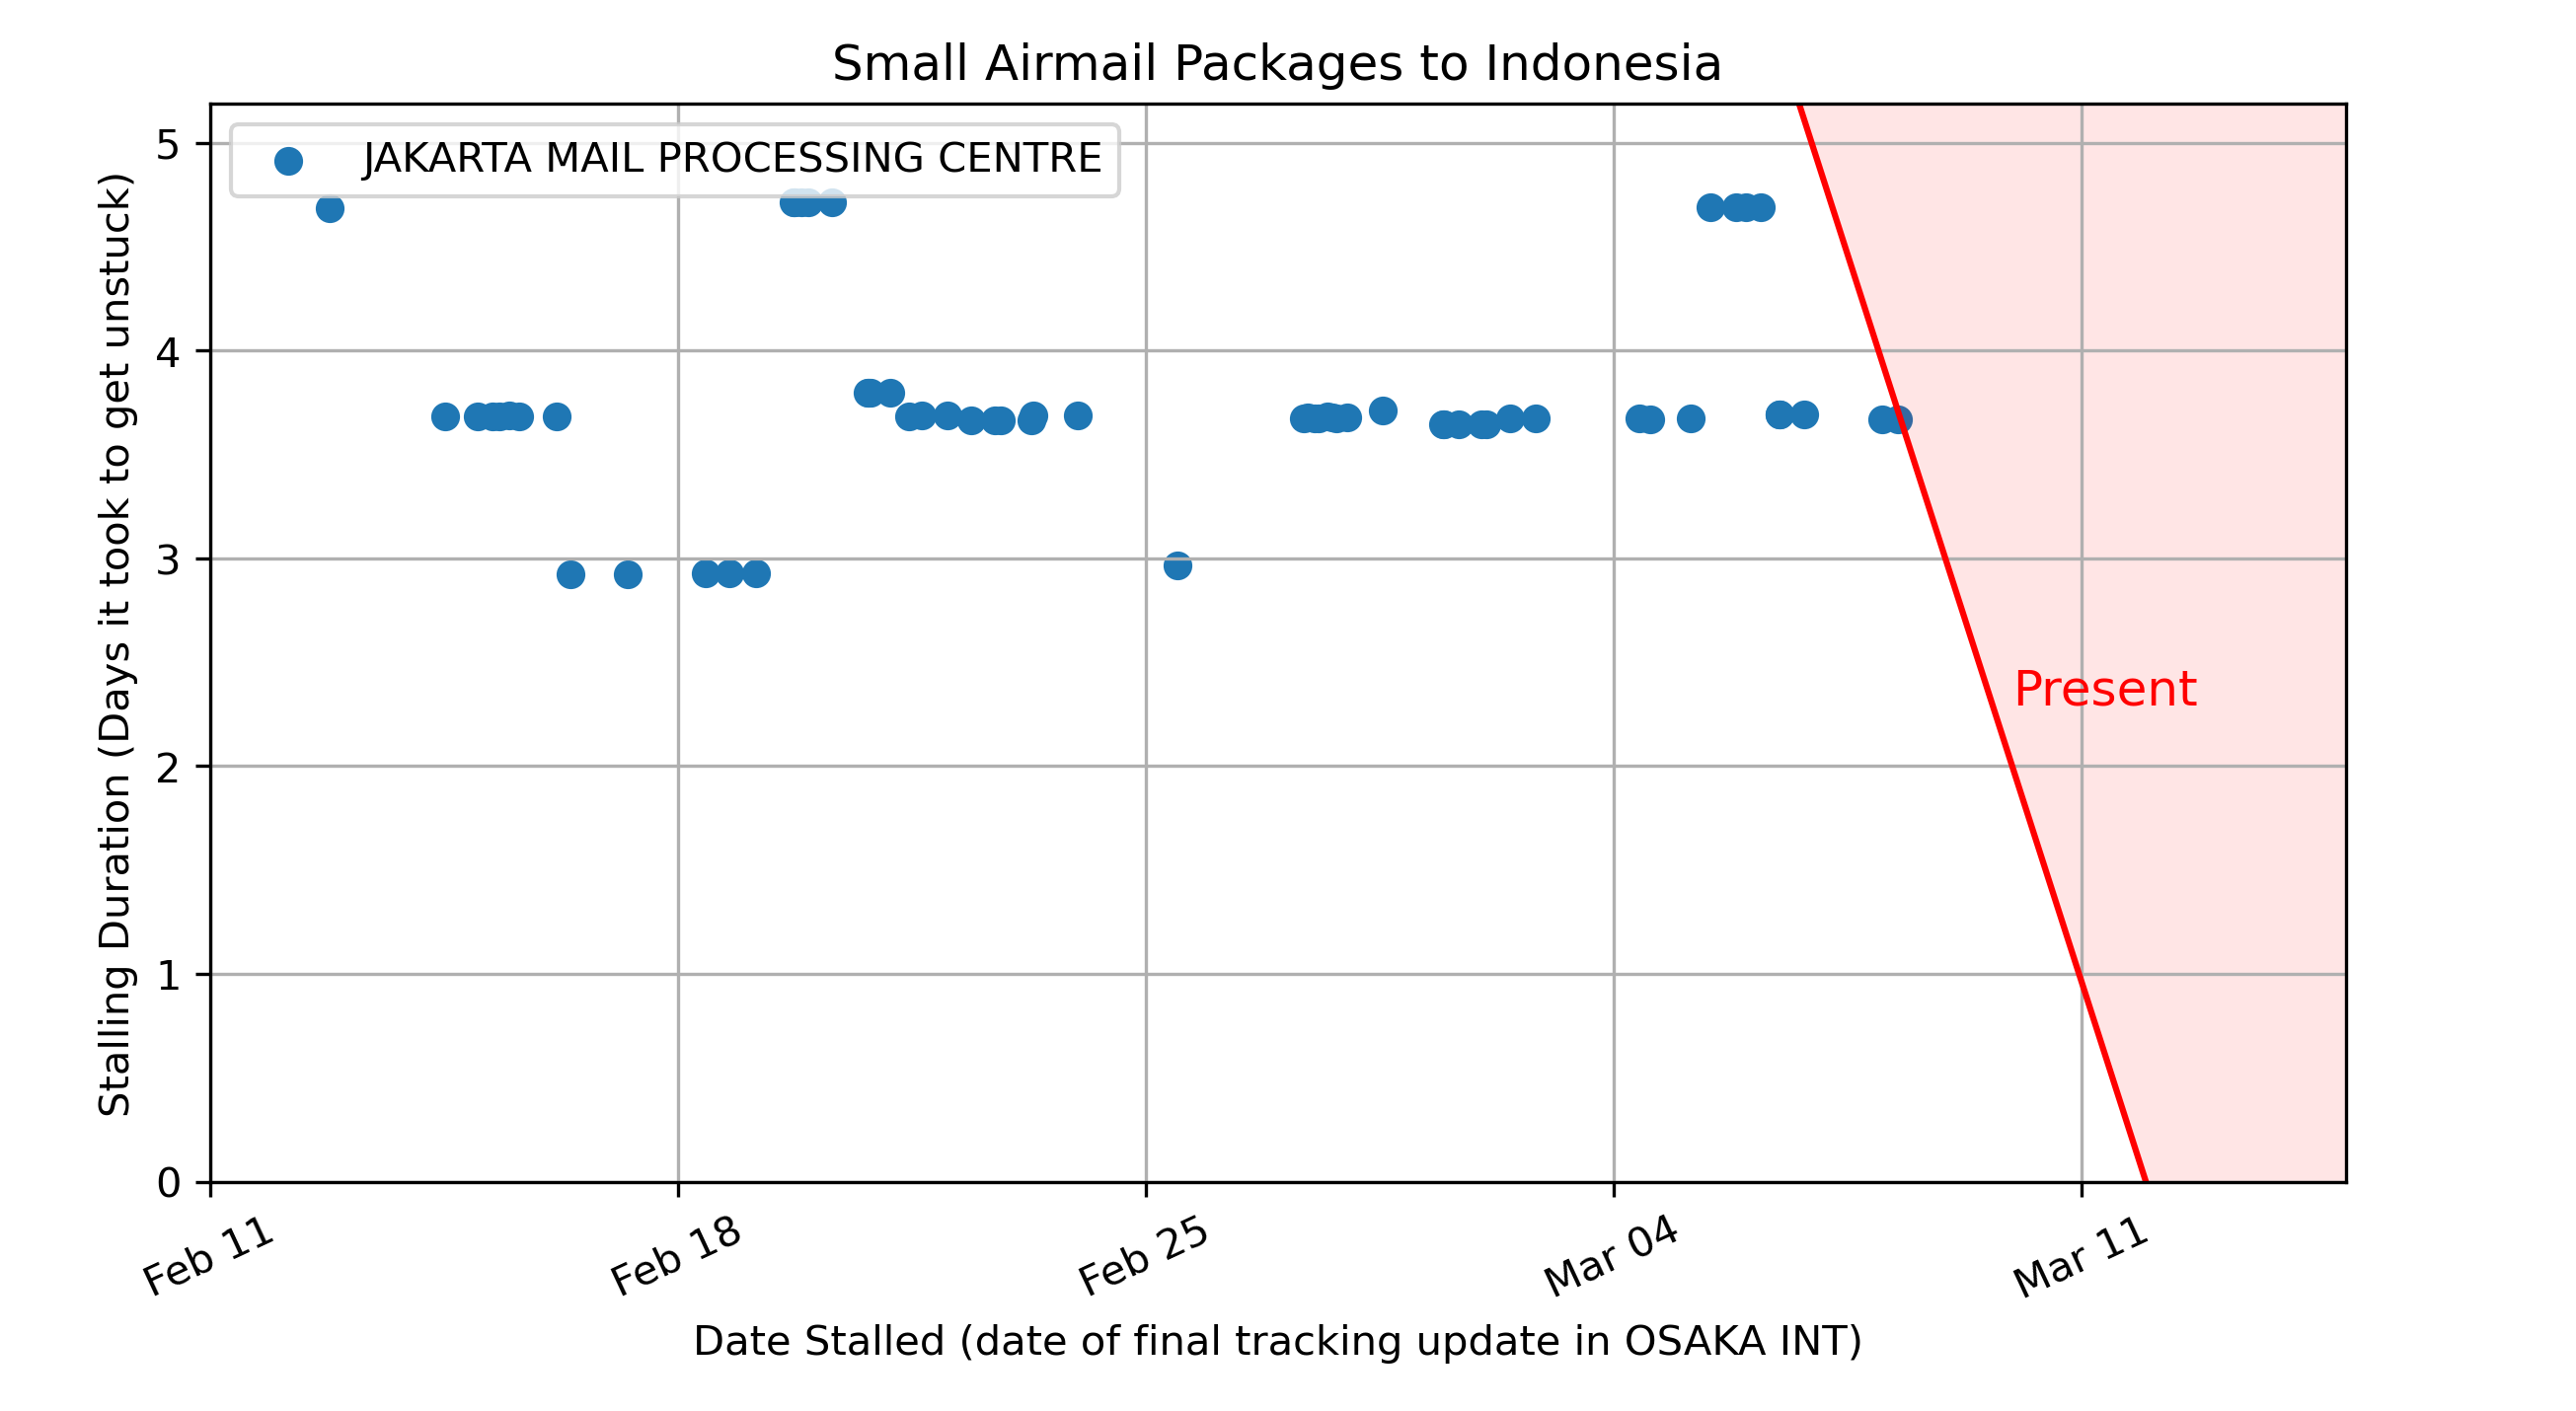 Small Airmail Packages to Indonesia
JAKARTA MAIL PROCESSING CENTRE
Stalling Duration (Days it took to get unstuck)
5
4
3
2
1
0
Present
Feb 11
Feb 18
Feb 25
Mar 04
Mar 11
Date Stalled (date of final tracking update in OSAKA INT)